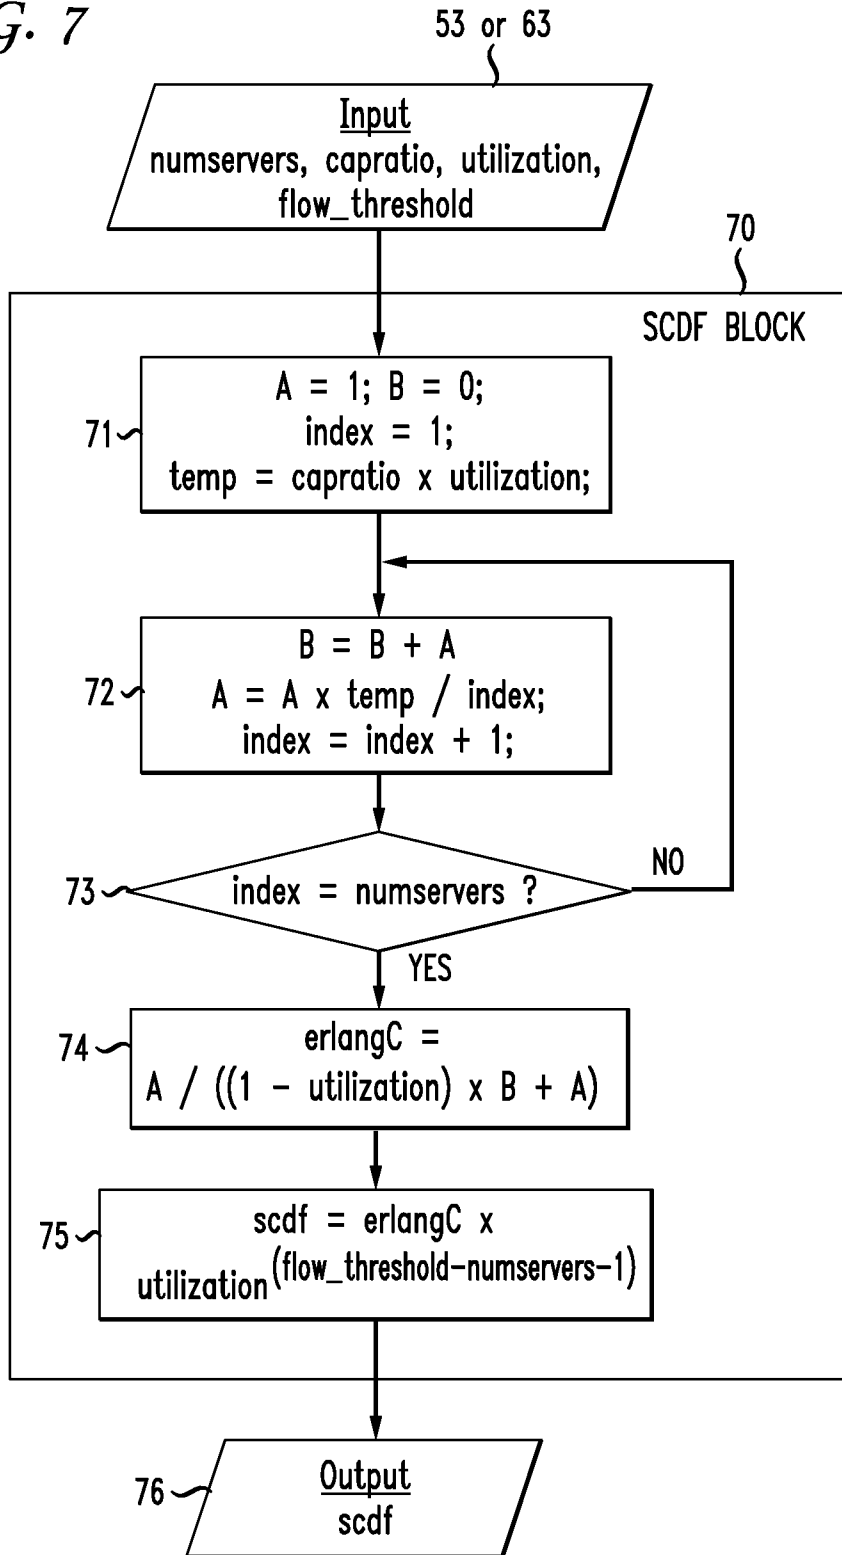 G. 7
53 or 63
Input
numservers, capratio, utilization,
flow_threshold
70
SCDF BLOCK
A = 1; B = 0;
index = 1;
temp = capratio x utilization;
71
B = B + A
A = A x temp / index;
index = index + 1;
72
73
index = numservers ?
NO
YES
74
erlangC =
A / ((1 - utilization) x B + A)
75
scdf = erlangC x
utilization(flow_threshold-numservers-1)
76
Output
scdf